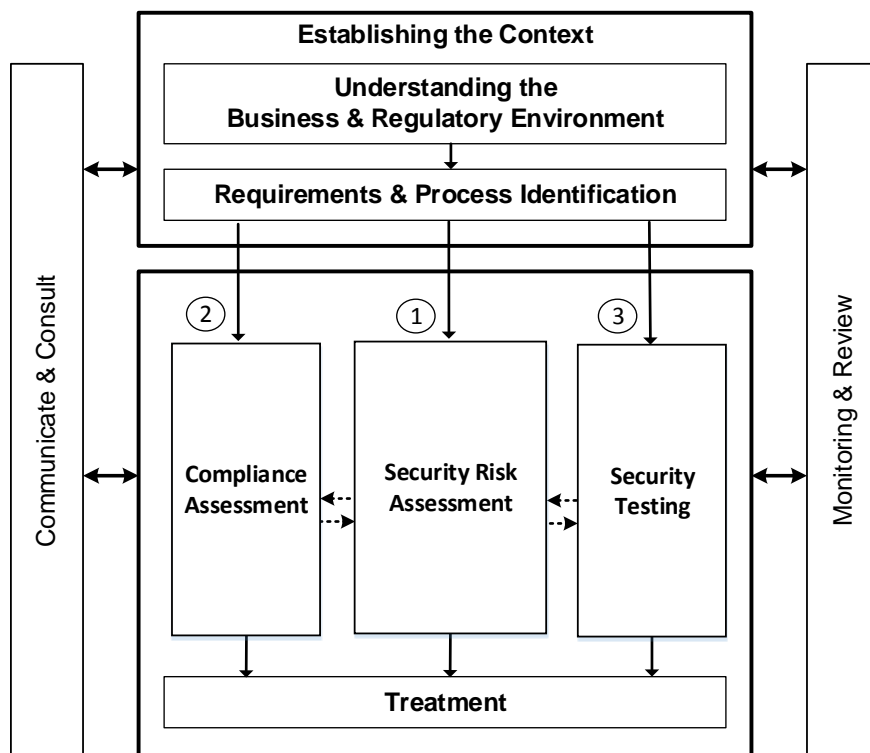 Establishing the Context
Understanding the
Business & Regulatory Environment
Requirements & Process Identification
Communicate & Consult
Monitoring & Review
2
1
3
Compliance
Assessment
Security Risk
Assessment
Security
Testing
Treatment